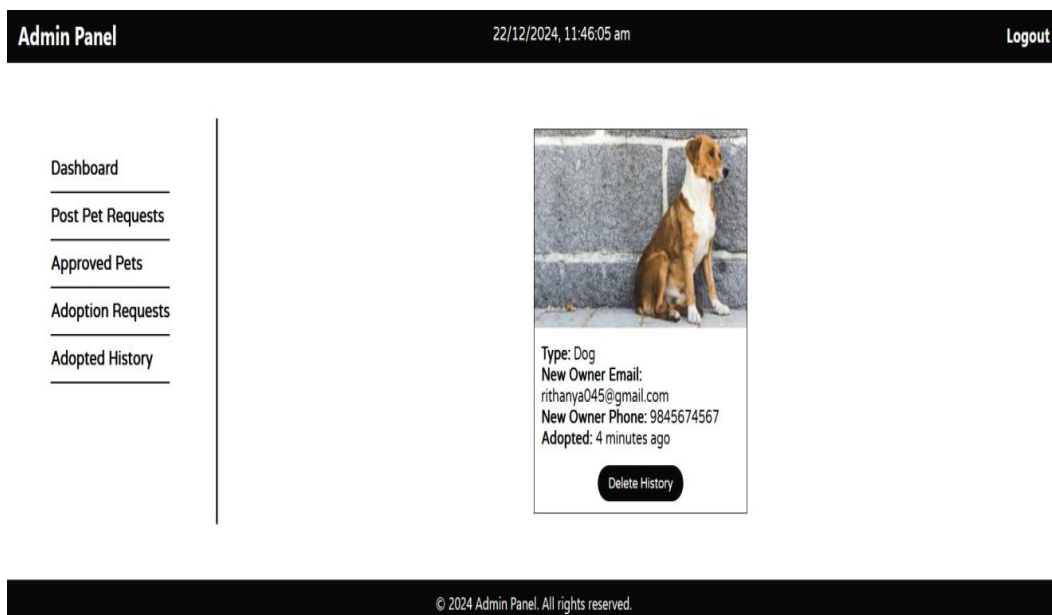 Admin Panel
22/12/2024, 11:46:05 am
Logout
Dashboard
Post Pet Requests
Approved Pets
Adoption Requests
Adopted History
Type: Dog
New Owner Email:
rithanya045@gmail.com
New Owner Phone: 9845674567
Adopted: 4 minutes ago
Delete History
© 2024 Admin Panel. All rights reserved.